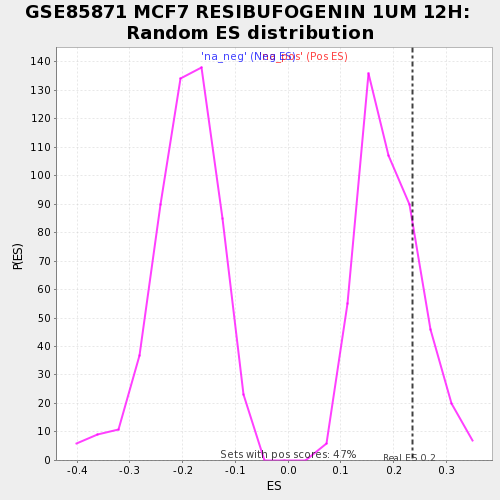 GSE85871 MCF7 RESIBUFOGENIN 1UM 12H:
Random ES distribution
'na_neg' (Neg ES)
'na_pos' (Pos ES)
140
130
120
110
100
90
80
70
60
50
40
30
20
10
0
P(ES)
Sets with pos scores: 47%
Real ES 0.2
-0.4 -0.3 -0.2 -0.1 0.0 0.1 0.2 0.3
ES